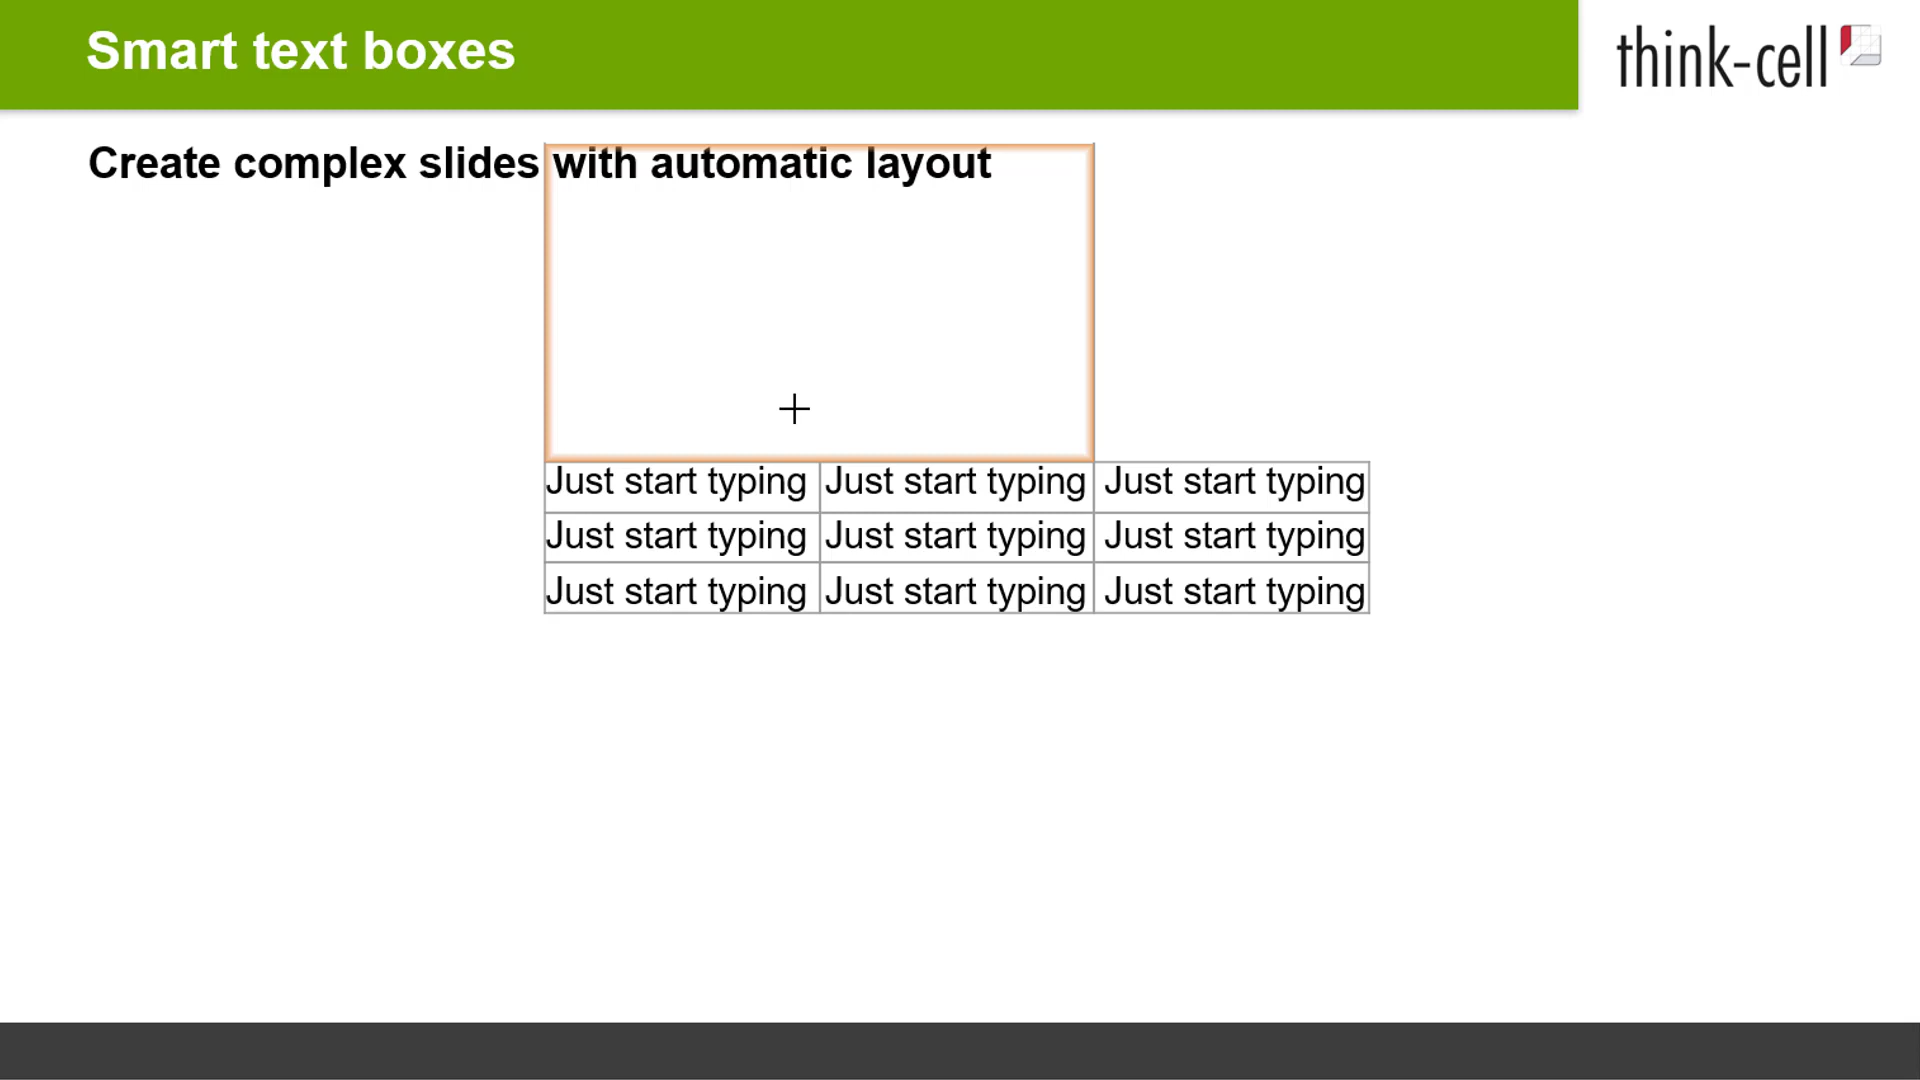 Smart text boxes
think-cell
Create complex slides with automatic layout
Just start typing Just start typing Just start typing
Just start typing Just start typing Just start typing
Just start typing Just start typing Just start typing